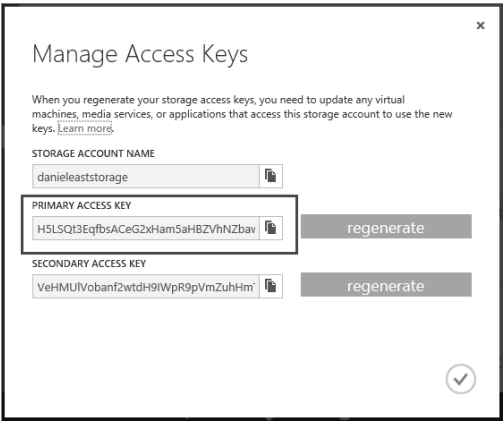 Manage Access Keys
When you regenerate your storage access keys, you need to update any virtual
machines, media services, or applications that access this storage account to use the new
keys. Learn more.
STORAGE ACCOUNT NAME
danieleaststorage
PRIMARY ACCESS KEY
H5LSQt3EqfbsACeG2xHam5aHBZVhNZbaw regenerate
SECONDARY ACCESS KEY
VeHMUlVobanf2wtdH9IWpR9pVmZuhHm regenerate